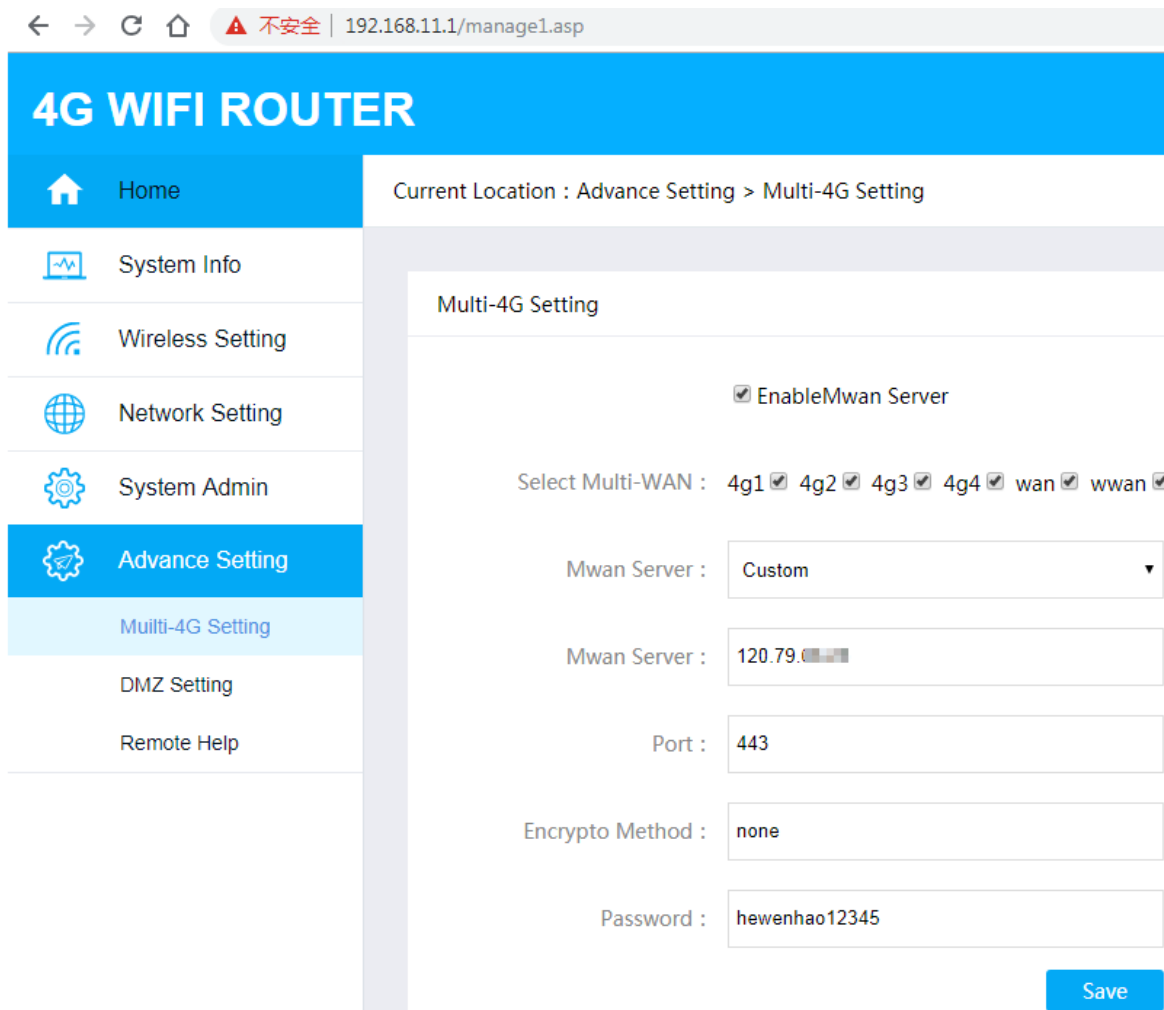 不安全 | 192.168.11.1/manage1.asp
4G WIFI ROUTER
Home
Current Location : Advance Setting > Multi-4G Setting
System Info
Multi-4G Setting
Wireless Setting
Network Setting
EnableMwan Server
System Admin
Select Multi-WAN : 4g1 4g2 4g3 4g4 wan wwan
Advance Setting
Mwan Server : Custom
Muilti-4G Setting
Mwan Server : 120.79.
DMZ Setting
Remote Help
Port : 443
Encrypto Method : none
Password : hewenhao12345
Save